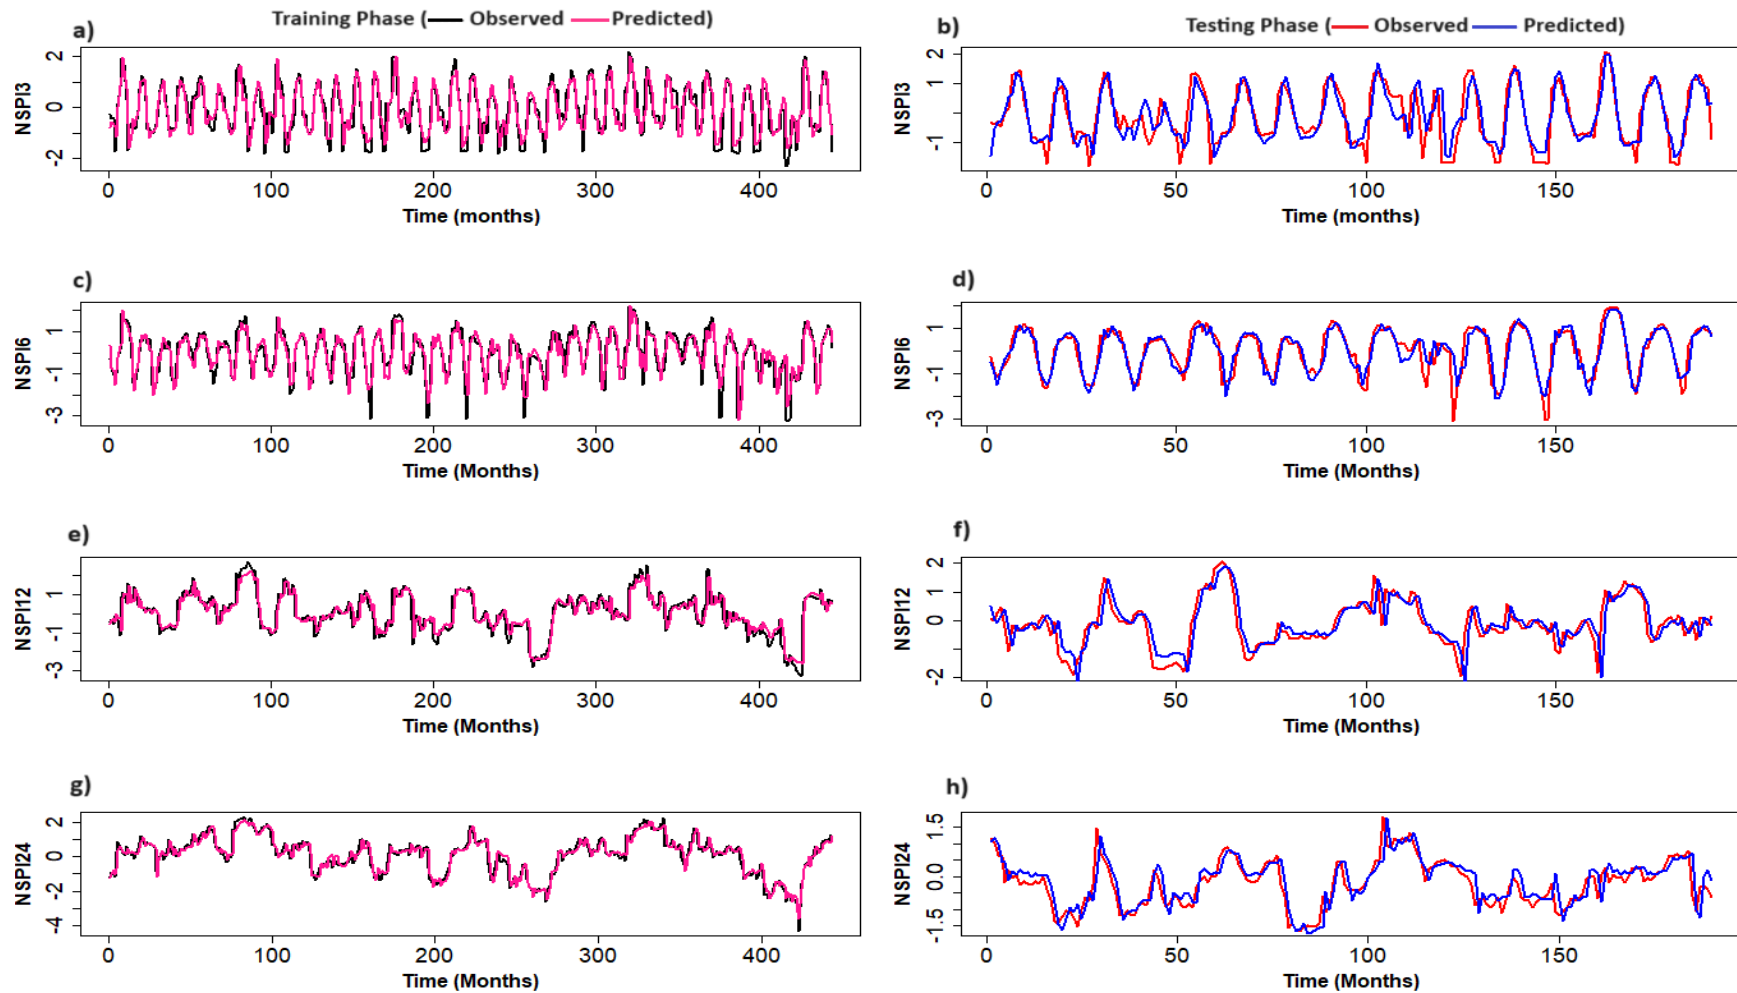 Training Phase (— Observed — Predicted)
Testing Phase (— Observed — Predicted)
a)
NSPI3
2
0
-2
0 100 200 300 400
Time (months)
b)
NSPI3
2
1
-1
0 50 100 150
Time (months)
c)
NSPI6
1
-1
-3
0 100 200 300 400
Time (Months)
d)
NSPI6
1
-1
-3
0 50 100 150
Time (Months)
e)
NSPI12
1
-1
-3
0 100 200 300 400
Time (Months)
f)
NSPI12
2
0
-2
0 50 100 150
Time (Months)
g)
NSPI24
2
0
-2
-4
0 100 200 300 400
Time (Months)
h)
NSPI24
1.5
0.0
-1.5
0 50 100 150
Time (Months)